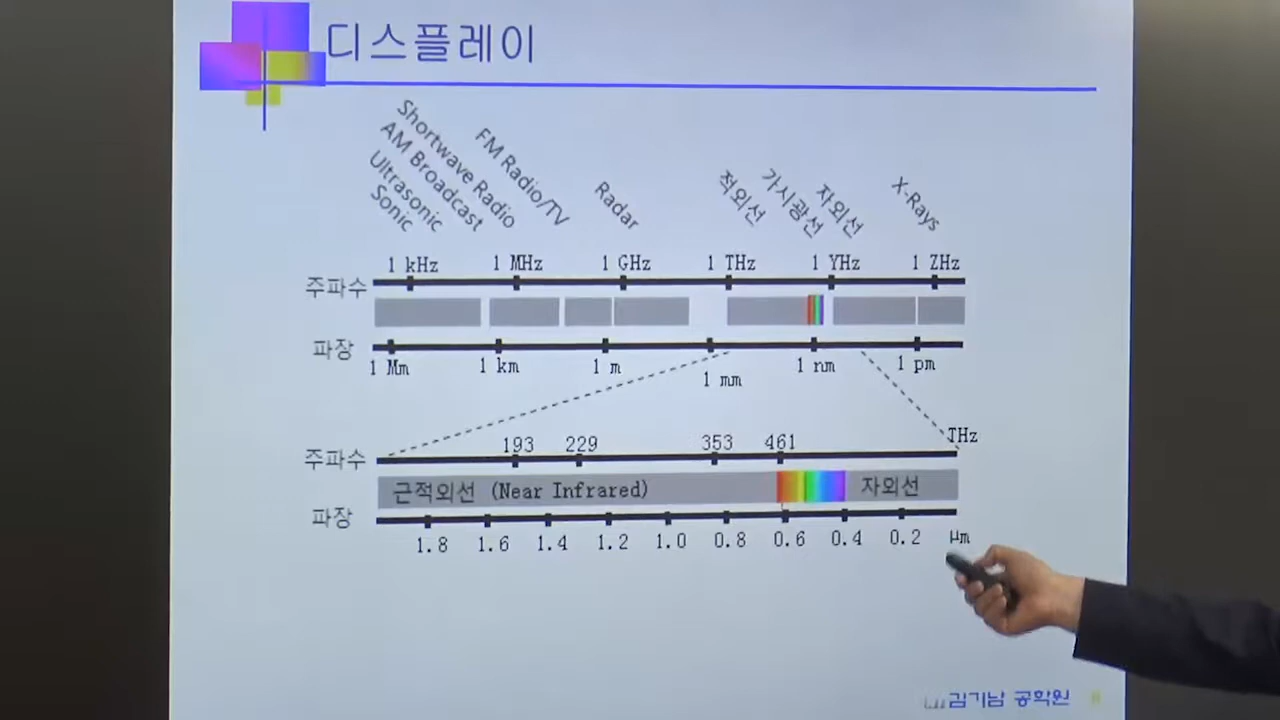 디스플레이
Shortwave Radio
AM Broadcast
Ultrasonic
Sonic
FM Radio/TV
Radar
적외선
가시광선
자외선
X-Rays
1 kHz 1 MHz 1 GHz 1 THz 1 YHz 1 ZHz
주파수
파장
1 Mm 1 km 1 m 1 mm 1 nm 1 pm
193 229 353 461 THz
주파수
근적외선 (Near Infrared) 자외선
파장
1.8 1.6 1.4 1.2 1.0 0.8 0.6 0.4 0.2 µm
김기남 공학원